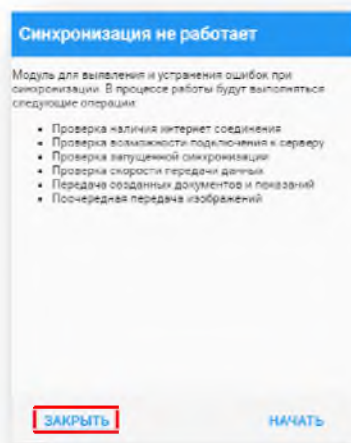 Синхронизация не работает
Модуль для выявления и устранения ошибок при
синхронизации. В процессе работы будут выполняться
следующие операции:
• Проверка наличия интернет соединения
• Проверка возможности подключения к серверу
• Проверка запущенной синхронизации
• Проверка скорости передачи данных
• Передача созданных документов и показаний
• Поочередная передача изображений
ЗАКРЫТЬ НАЧАТЬ